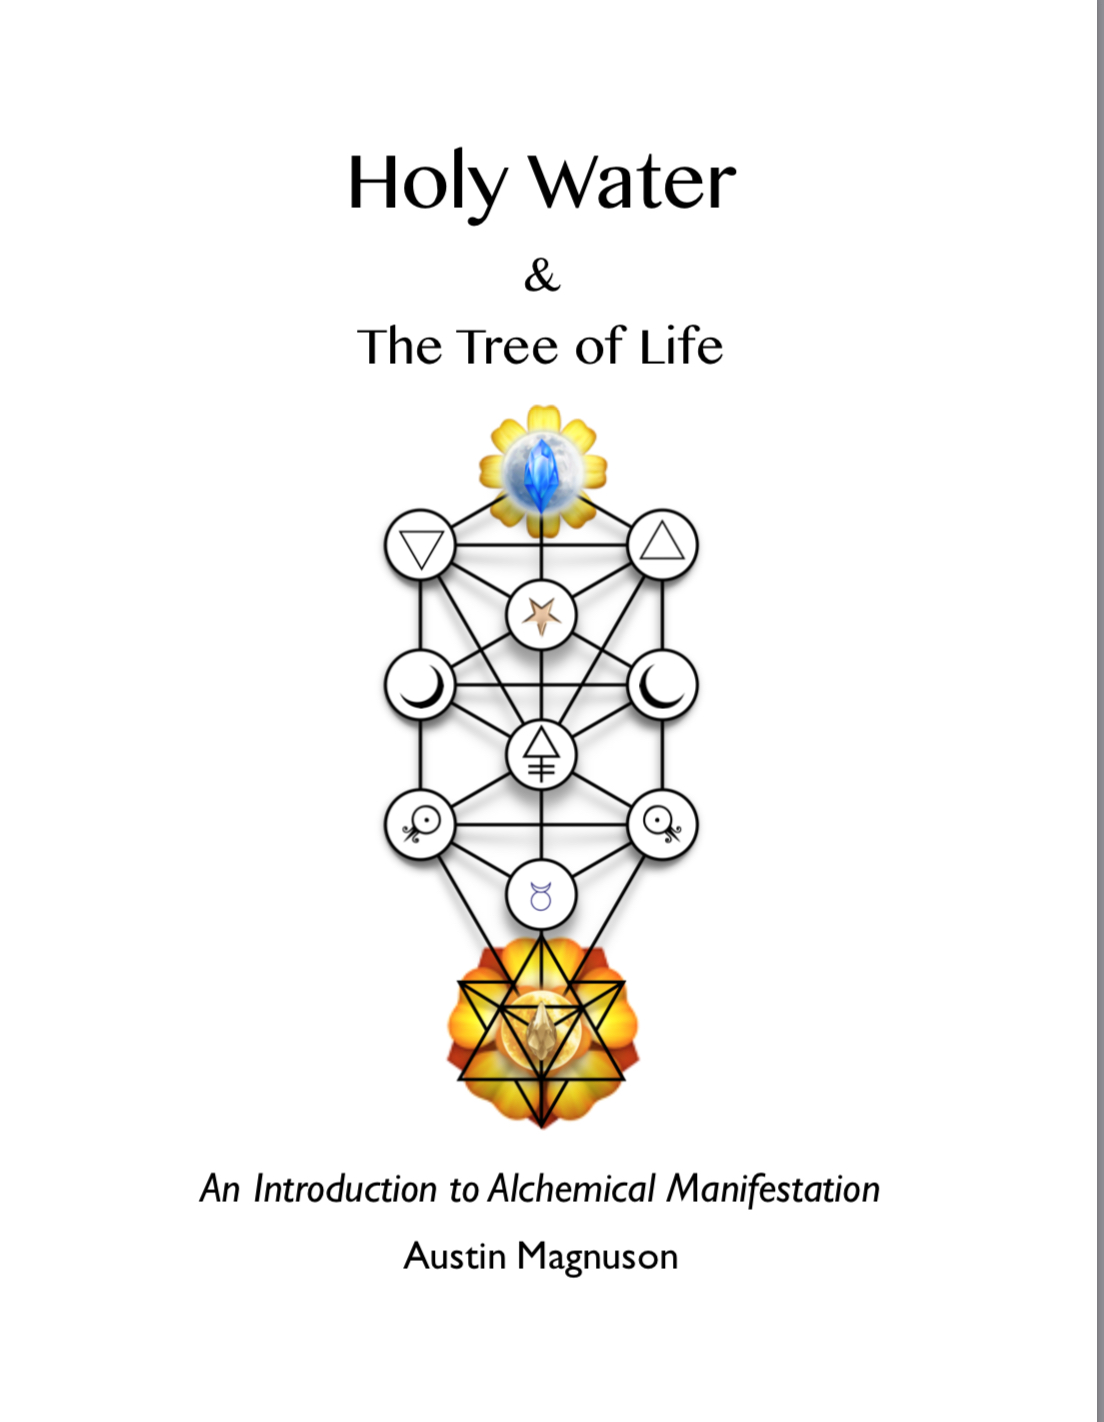 Holy Water
&
The Tree of Life
An Introduction to Alchemical Manifestation
Austin Magnuson